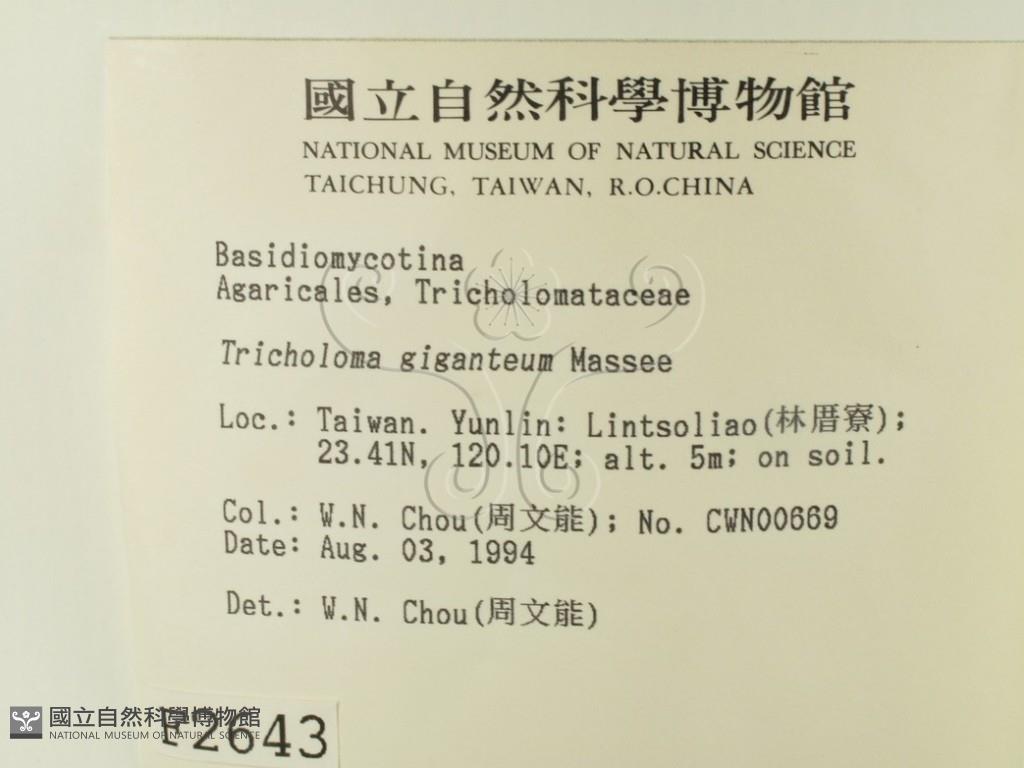 國立自然科學博物館
NATIONAL MUSEUM OF NATURAL SCIENCE
TAICHUNG, TAIWAN, R.O.CHINA
Basidiomycotina
Agaricales, Tricholomataceae
Tricholoma giganteum Massee
Loc.: Taiwan. Yunlin: Lintsoliao(林厝寮);
23.41N, 120.10E; alt. 5m; on soil.
Col.: W.N. Chou(周文能); No. CWN00669
Date: Aug. 03, 1994
Det.: W.N. Chou(周文能)
F2643
國立自然科學博物館
NATIONAL MUSEUM OF NATURAL SCIENCE